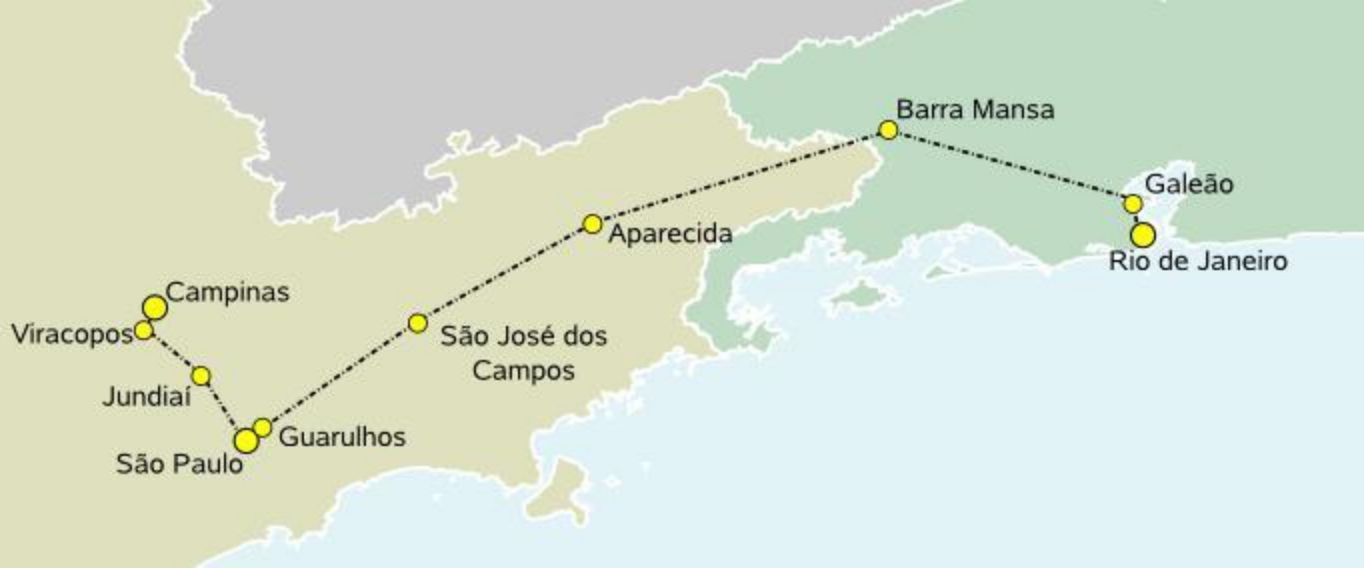 Barra Mansa
Galeão
Aparecida
Rio de Janeiro
Campinas
Viracopos
São José dos
Campos
Jundiaí
Guarulhos
São Paulo